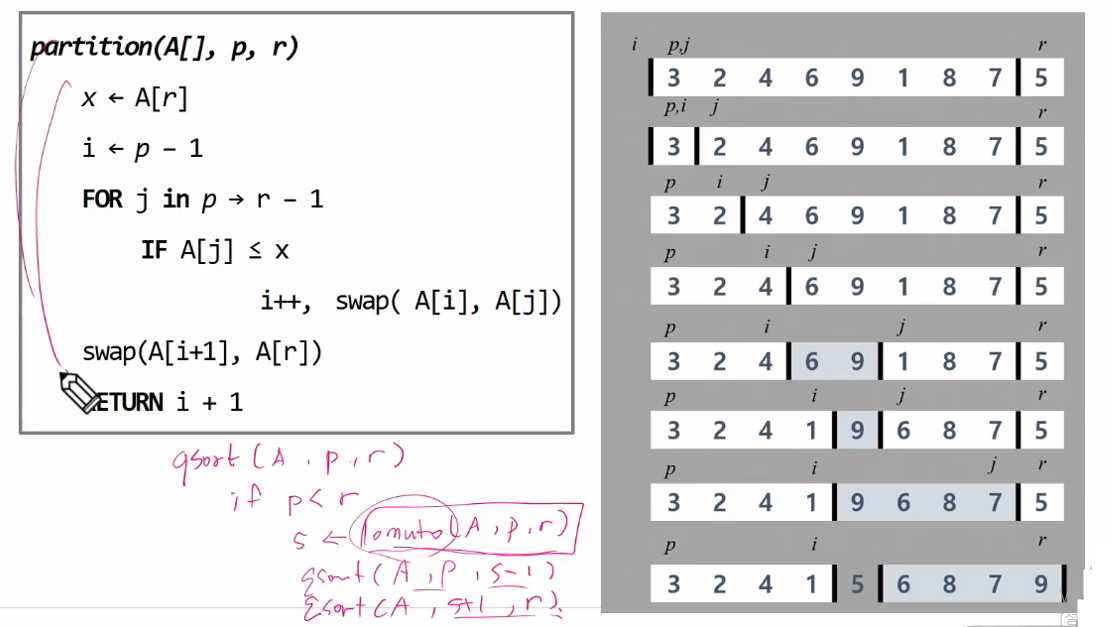 partition(A[], p, r)
x ← A[r]
i ← p – 1
FOR j in p → r – 1
IF A[j] ≤ x
i++, swap( A[i], A[j])
swap(A[i+1], A[r])
RETURN i + 1
qsort (A, p, r)
if p < r
s ← lomuto(A, p, r)
qsort(A, p, s-1)
qsort(A, s+1, r)
i p,j r
3 2 4 6 9 1 8 7 5
p,i j r
3 2 4 6 9 1 8 7 5
p i j r
3 2 4 6 9 1 8 7 5
p i j r
3 2 4 6 9 1 8 7 5
p i j r
3 2 4 6 9 1 8 7 5
p i j r
3 2 4 1 9 6 8 7 5
p i j r
3 2 4 1 9 6 8 7 5
p i r
3 2 4 1 5 6 8 7 9